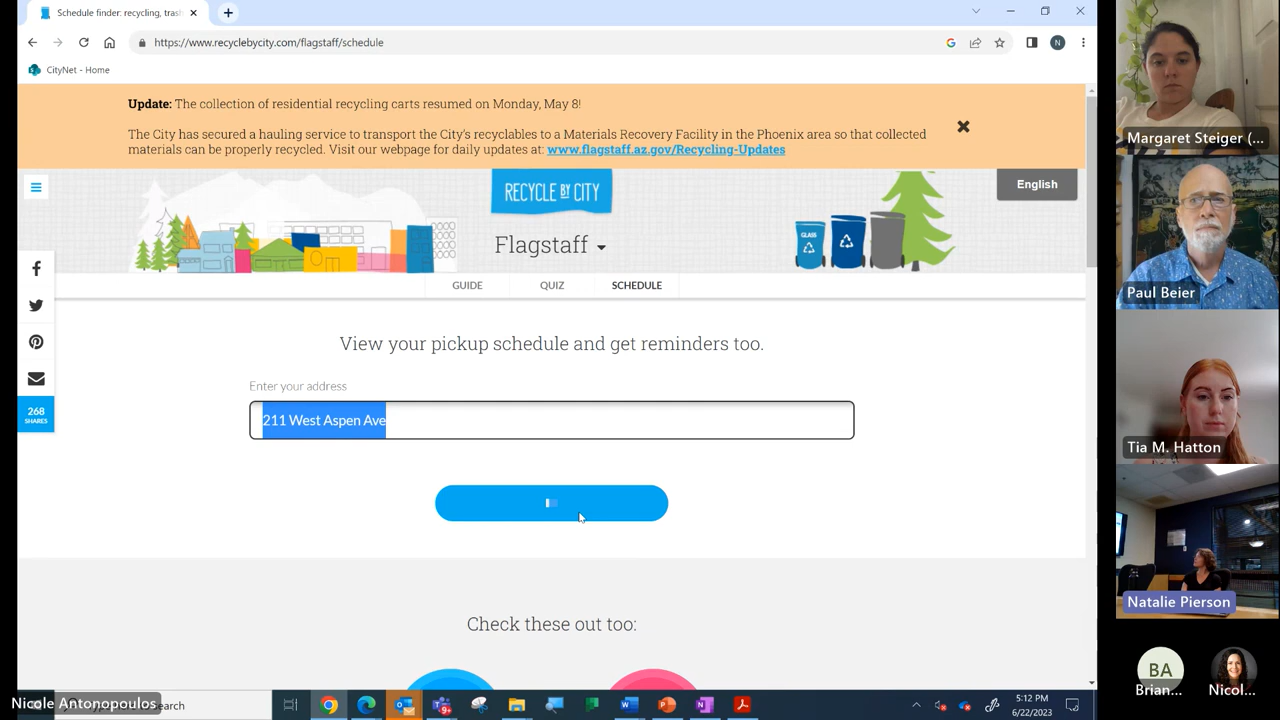 Schedule finder: recycling, tras
https://www.recyclebycity.com/flagstaff/schedule
CityNet - Home
Update: The collection of residential recycling carts resumed on Monday, May 8!
The City has secured a hauling service to transport the City's recyclables to a Materials Recovery Facility in the Phoenix area so that collected
materials can be properly recycled. Visit our webpage for daily updates at: www.flagstaff.az.gov/Recycling-Updates
RECYCLE BY CITY
English
GLASS
Flagstaff
GUIDE QUIZ SCHEDULE
View your pickup schedule and get reminders too.
Enter your address
211 West Aspen Ave
268
SHARES
Check these out too:
Nicole Antonopoulos
search
5:12 PM
6/22/2023
Margaret Steiger (...
Paul Beier
Tia M. Hatton
Natalie Pierson
BA
Brian...
Nicol...
N